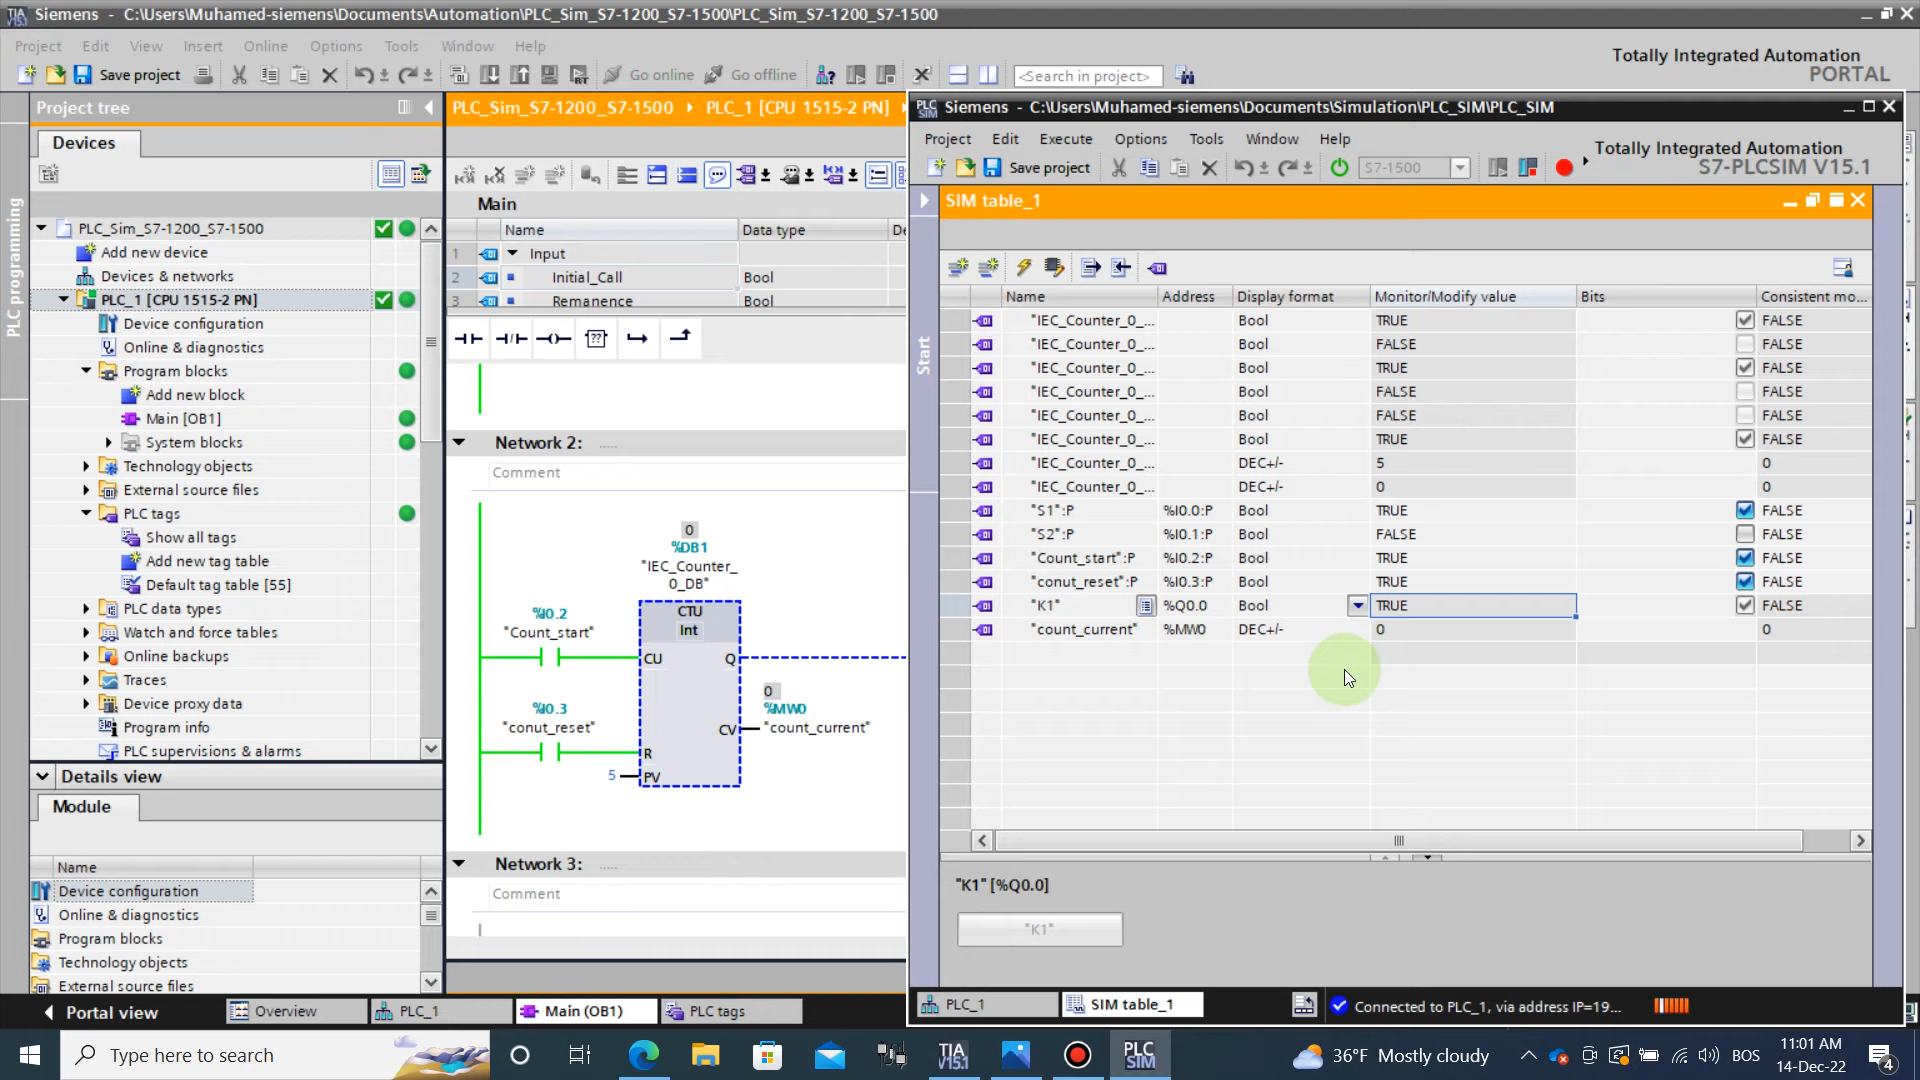 Siemens - C:\Users\Muhamed-siemens\Documents\Automation\PLC_Sim_S7-1200_S7-1500\PLC_Sim_S7-1200_S7-1500
Project Edit View Insert Online Options Tools Window Help
Totally Integrated Automation
PORTAL
Save project Go online Go offline <Search in project>
Project tree
Devices
PLC programming
PLC_Sim_S7-1200_S7-1500
Add new device
Devices & networks
PLC_1 [CPU 1515-2 PN]
Device configuration
Online & diagnostics
Program blocks
Add new block
Main [OB1]
System blocks
Technology objects
External source files
PLC tags
Show all tags
Add new tag table
Default tag table [55]
PLC data types
Watch and force tables
Online backups
Traces
Device proxy data
Program info
PLC supervisions & alarms
Details view
Module
Name
Device configuration
Online & diagnostics
Program blocks
Technology objects
External source files
PLC_Sim_S7-1200_S7-1500 PLC_1 [CPU 1515-2 PN]
Main
Name Data type De
1 Input
2 Initial_Call Bool
3 Remanence Bool
??
Network 2: .....
Comment
0
%DB1
"IEC_Counter_
0_DB"
CTU
Int
%I0.2
"Count_start"
CU Q
0
%MW0
"count_current"
%I0.3
"conut_reset"
CV
R
5 PV
Network 3: .....
Comment
PLC SIM Siemens - C:\Users\Muhamed-siemens\Documents\Simulation\PLC_SIM\PLC_SIM
Project Edit Execute Options Tools Window Help
Totally Integrated Automation
S7-PLCSIM V15.1
Save project S7-1500
SIM table_1
Start
Name Address Display format Monitor/Modify value Bits Consistent mo...
"IEC_Counter_0_... Bool TRUE FALSE
"IEC_Counter_0_... Bool FALSE FALSE
"IEC_Counter_0_... Bool TRUE FALSE
"IEC_Counter_0_... Bool FALSE FALSE
"IEC_Counter_0_... Bool FALSE FALSE
"IEC_Counter_0_... Bool TRUE FALSE
"IEC_Counter_0_... DEC+/- 5 0
"IEC_Counter_0_... DEC+/- 0 0
"S1":P %I0.0:P Bool TRUE FALSE
"S2":P %I0.1:P Bool FALSE FALSE
"Count_start":P %I0.2:P Bool TRUE FALSE
"conut_reset":P %I0.3:P Bool TRUE FALSE
"K1" %Q0.0 Bool TRUE FALSE
"count_current" %MW0 DEC+/- 0 0
"K1" [%Q0.0]
"K1"
PLC_1 SIM table_1 Connected to PLC_1, via address IP=19...
Portal view Overview PLC_1 Main (OB1) PLC tags
Type here to search
TIA V15.1
PLC SIM
36°F Mostly cloudy
BOS
11:01 AM
14-Dec-22
4